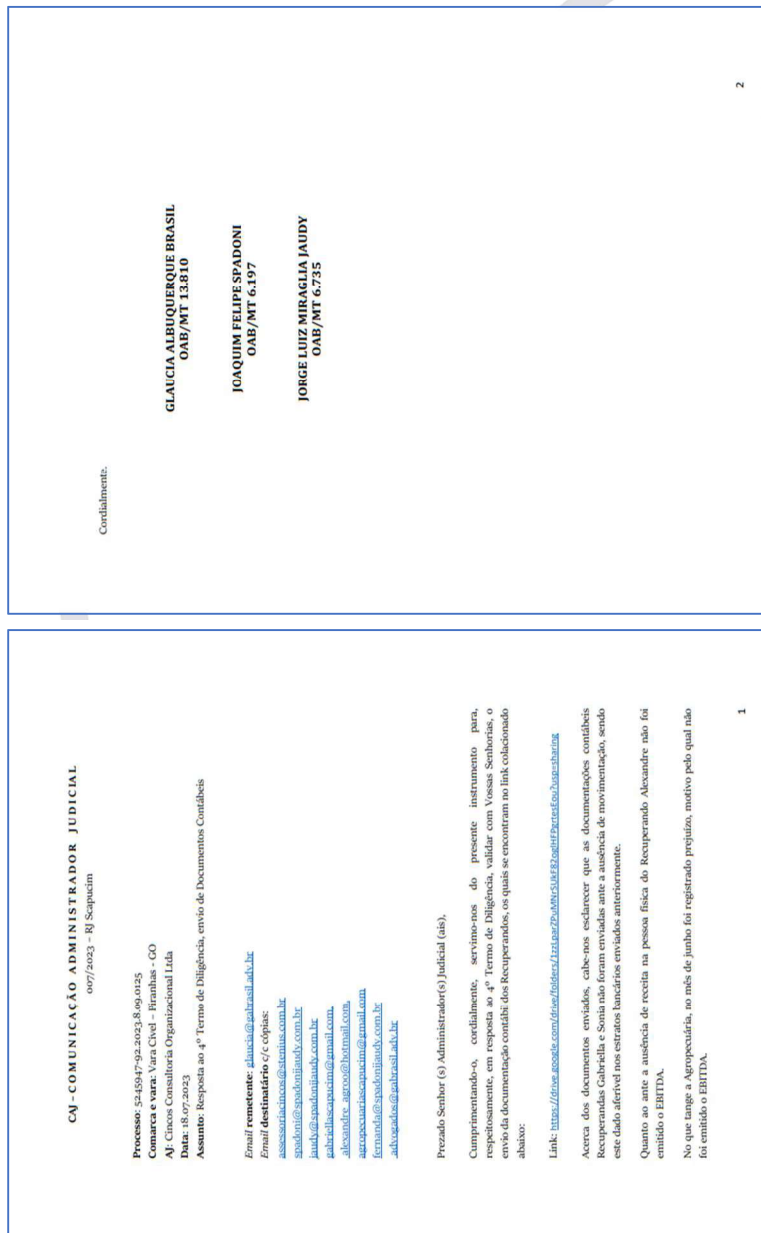 CAJ – COMUNICAÇÃO ADMINISTRADOR JUDICIAL
007/2023 – RJ Scapucim
Processo: 5245947-92.2023.8.09.0125
Comarca e vara: Vara Cível – Piranhas - GO
AJ: Cincos Consultoria Organizacional Ltda
Data: 18.07.2023
Assunto: Resposta ao 4º Termo de Diligência, envio de Documentos Contábeis
Email remetente: glaucia@gabrasil.adv.br
Email destinatário c/c cópias:
assessoriacincos@stenius.com.br
spadoni@spadonijaudy.com.br
jaudy@spadonijaudy.com.br
gabriellascapucim@gmail.com,
alexandre_agroo@hotmail.com,
agropecuariascapucim@gmail.com
fernanda@spadonijaudy.com.br
advogados@gabrasil.adv.br
Prezado Senhor (s) Administrador(s) Judicial (ais),
Cumprimentando-o, cordialmente, servimo-nos do presente instrumento para,
respeitosamente, em resposta ao 4º Termo de Diligência, validar com Vossas Senhorias, o
envio da documentação contábi dos Recuperandos, os quais se encontram no link colacionado
abaixo:
Link:
Acerca dos documentos enviados, cabe-nos esclarecer que as documentações contábeis
Recuperandas Gabriella e Sonia não foram enviadas ante a ausência de movimentação, sendo
este dado aferível nos estratos bancários enviados anteriormente.
Quanto ao ante a ausência de receita na pessoa física do Recuperando Alexandre não foi
emitido o EBITDA.
No que tange a Agropecuária, no mês de junho foi registrado prejuízo, motivo pelo qual não
foi emitido o EBITDA.
1
Cordialmente.
GLAUCIA ALBUQUERQUE BRASIL
OAB/MT 13.810
JOAQUIM FELIPE SPADONI
OAB/MT 6.197
JORGE LUIZ MIRAGLIA JAUDY
OAB/MT 6.735
2